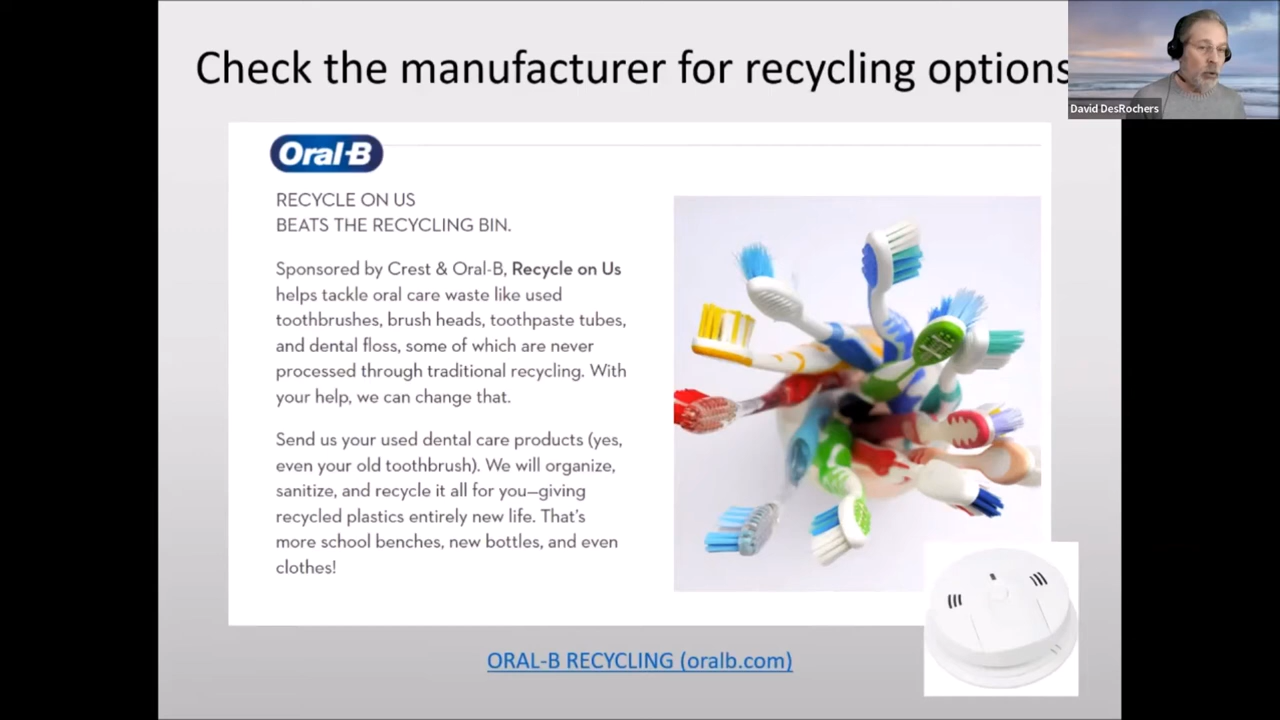 Check the manufacturer for recycling options
David DesRochers
Oral-B
RECYCLE ON US
BEATS THE RECYCLING BIN.
Sponsored by Crest & Oral-B, Recycle on Us
helps tackle oral care waste like used
toothbrushes, brush heads, toothpaste tubes,
and dental floss, some of which are never
processed through traditional recycling. With
your help, we can change that.
Send us your used dental care products (yes,
even your old toothbrush). We will organize,
sanitize, and recycle it all for you—giving
recycled plastics entirely new life. That's
more school benches, new bottles, and even
clothes!
ORAL-B RECYCLING (oralb.com)